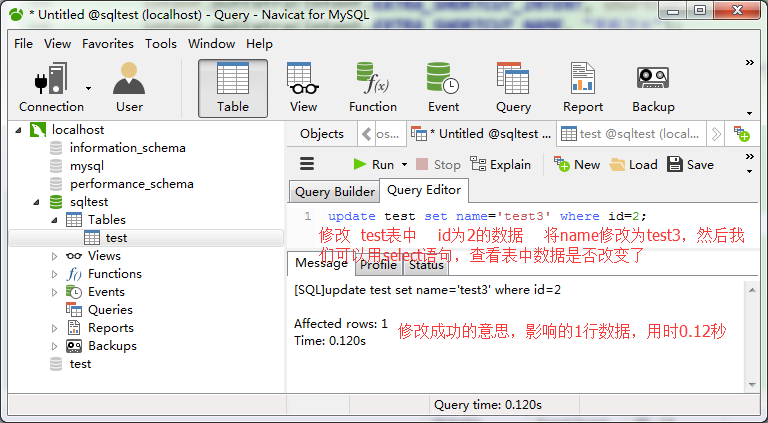 * Untitled @sqltest (localhost) - Query - Navicat for MySQL
File View Favorites Tools Window Help
Connection User Table View Function Event Query Report Backup
localhost
information_schema
mysql
performance_schema
sqltest
Tables
test
Views
Functions
Events
Queries
Reports
Backups
test
Objects os... * Untitled @sqltest ... test @sqltest (local...
Run Stop Explain New Load Save
Query Builder Query Editor
1 update test set name='test3' where id=2;
修改 test表中 id为2的数据 将name修改为test3，然后我
们可以用select语句，查看表中数据是否改变了
Message Profile Status
[SQL]update test set name='test3' where id=2
Affected rows: 1
Time: 0.120s
修改成功的意思，影响的1行数据，用时0.12秒
Query time: 0.120s